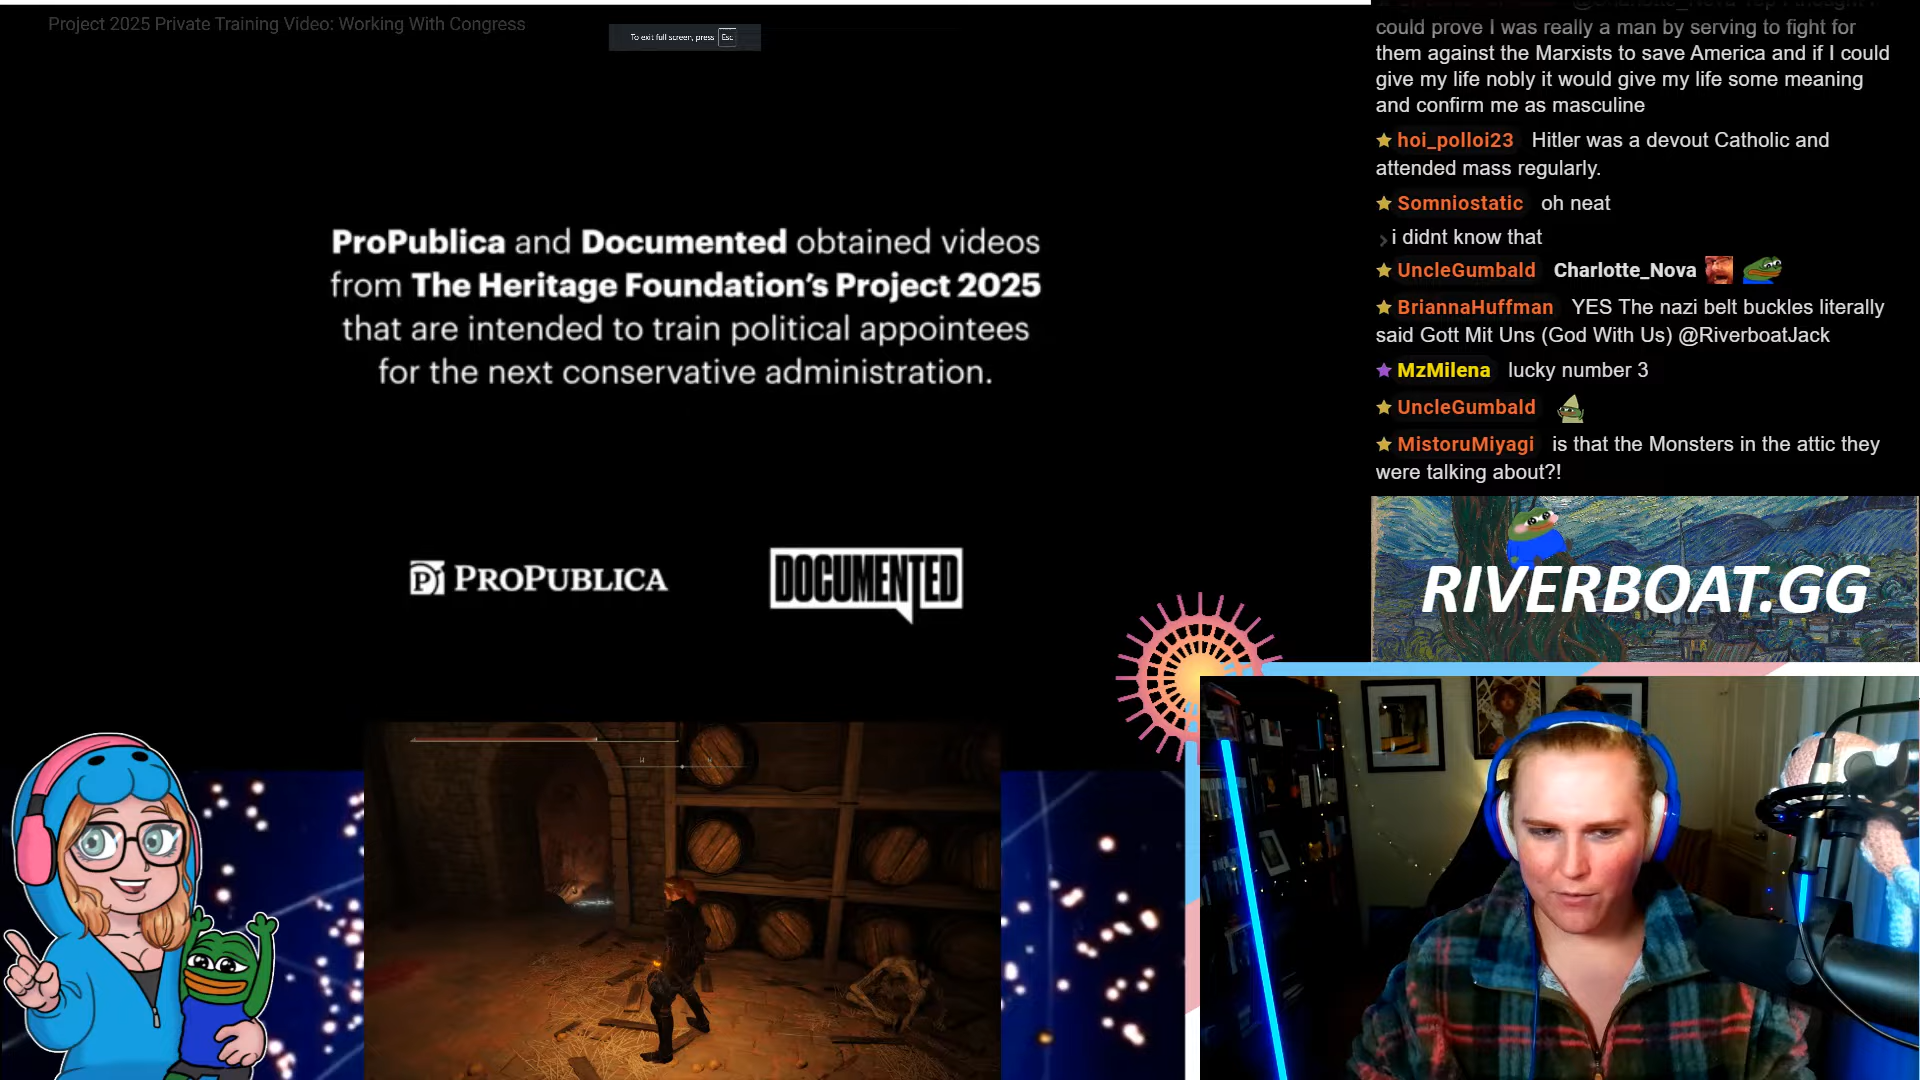 Project 2025 Private Training Video: Working With Congress
To exit full screen, press Esc
ProPublica and Documented obtained videos
from The Heritage Foundation's Project 2025
that are intended to train political appointees
for the next conservative administration.
PROPUBLICA
DOCUMENTED
could prove I was really a man by serving to fight for
them against the Marxists to save America and if I could
give my life nobly it would give my life some meaning
and confirm me as masculine
hoi_polloi23 Hitler was a devout Catholic and
attended mass regularly.
Somniostatic oh neat
i didnt know that
UncleGumbald Charlotte_Nova
BriannaHuffman YES The nazi belt buckles literally
said Gott Mit Uns (God With Us) @RiverboatJack
MzMilena lucky number 3
UncleGumbald
MistoruMiyagi is that the Monsters in the attic they
were talking about?!
RIVERBOAT.GG